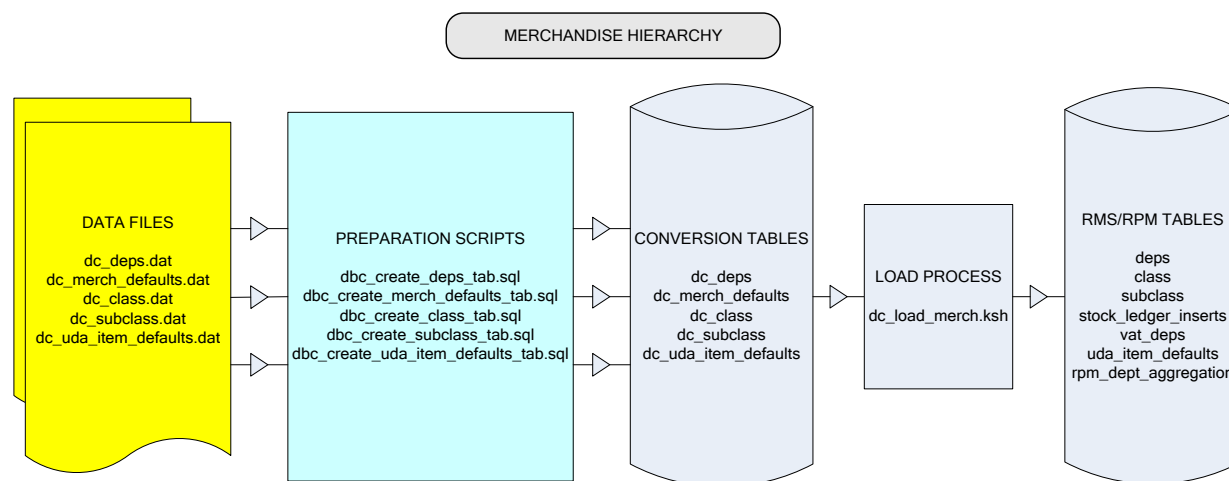 MERCHANDISE HIERARCHY
DATA FILES
dc_deps.dat
dc_merch_defaults.dat
dc_class.dat
dc_subclass.dat
dc_uda_item_defaults.dat
PREPARATION SCRIPTS
dbc_create_deps_tab.sql
dbc_create_merch_defaults_tab.sql
dbc_create_class_tab.sql
dbc_create_subclass_tab.sql
dbc_create_uda_item_defaults_tab.sql
CONVERSION TABLES
dc_deps
dc_merch_defaults
dc_class
dc_subclass
dc_uda_item_defaults
LOAD PROCESS
dc_load_merch.ksh
RMS/RPM TABLES
deps
class
subclass
stock_ledger_inserts
vat_deps
uda_item_defaults
rpm_dept_aggregation